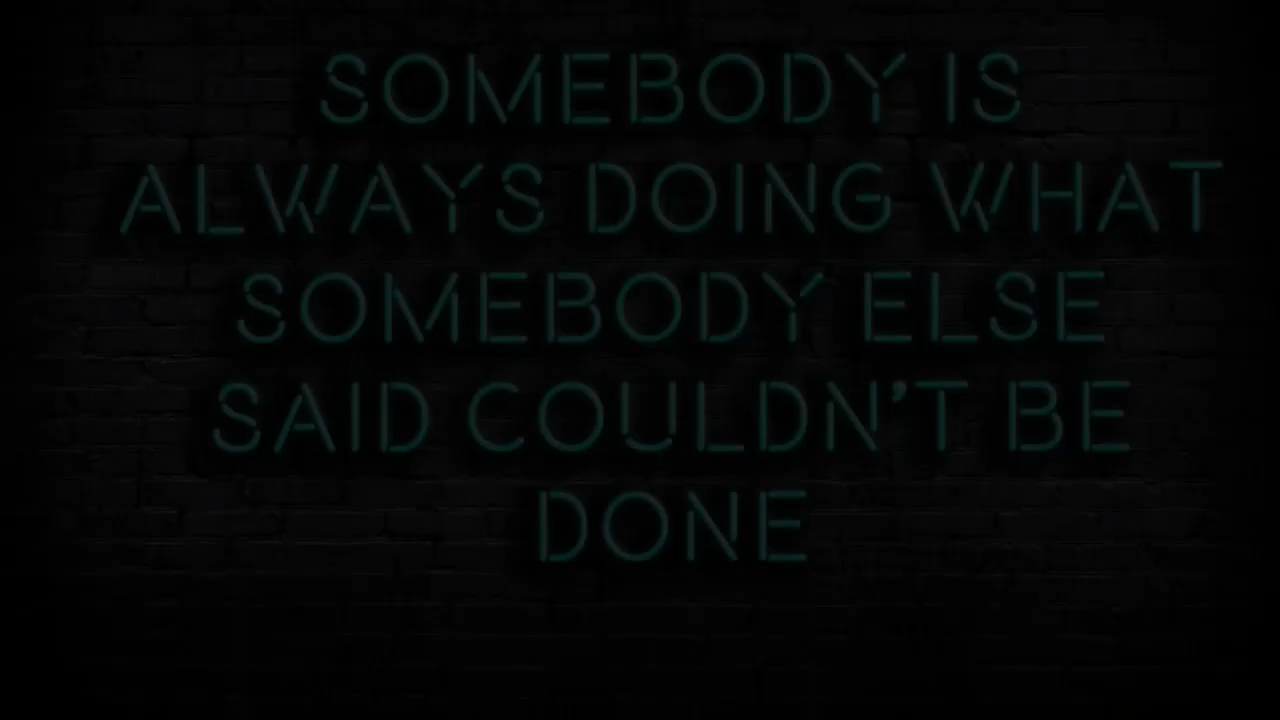 SOMEBODY IS
ALWAYS DOING WHAT
SOMEBODY ELSE
SAID COULDN'T BE
DONE